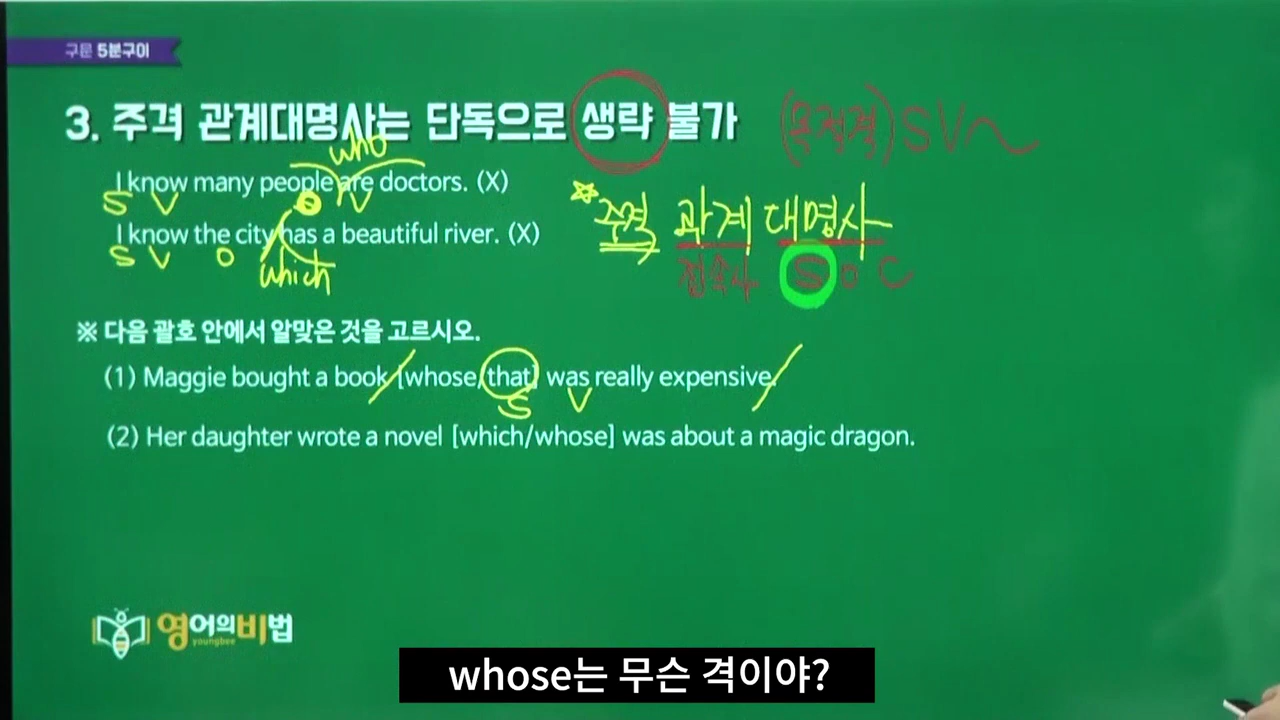 구문 5분구이
3. 주격 관계대명사는 단독으로 생략 불가
(목적격) S V
who
I know many people are doctors. (X)
S V O V
주격 관계 대명사
I know the city has a beautiful river. (X)
S V O
which
접속사 S O C
※ 다음 괄호 안에서 알맞은 것을 고르시오.
(1) Maggie bought a book [whose/that] was really expensive.
S V
(2) Her daughter wrote a novel [which/whose] was about a magic dragon.
영어의비법
youngbee
whose는 무슨 격이야?